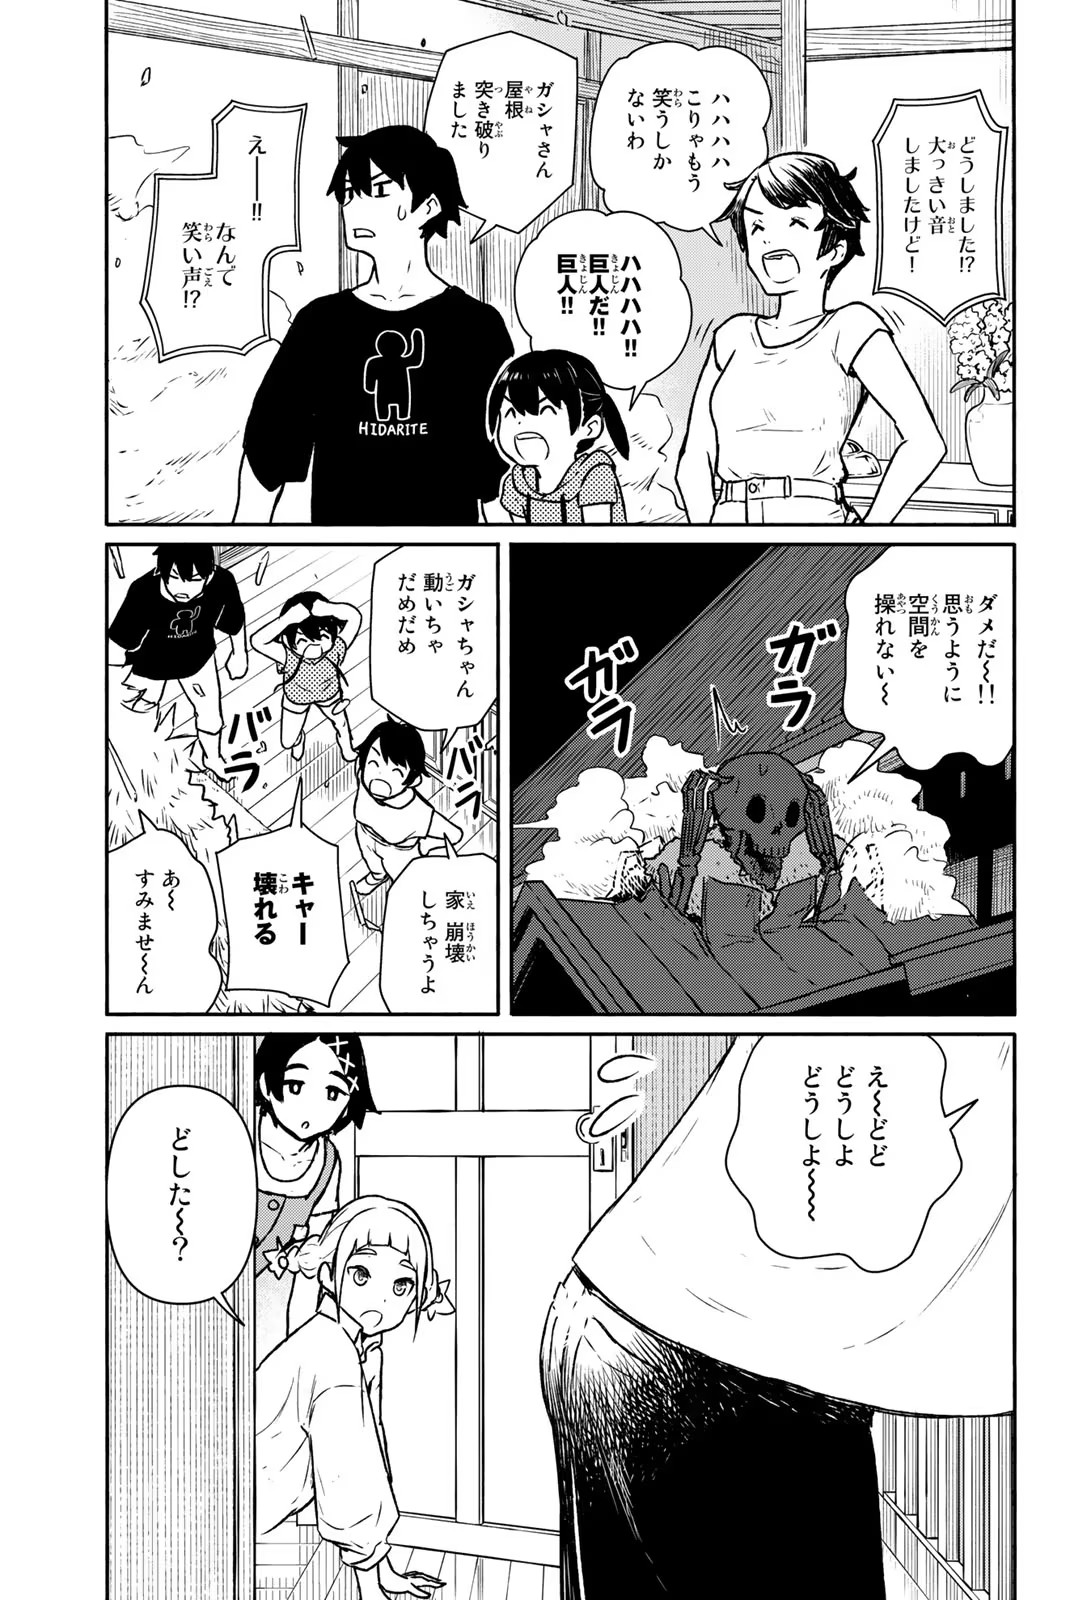 どうしました!?
大っきい音
しましたけど!
ハハハハ
こりゃもう
笑うしか
ないわ
ガシャさん
屋根
突き破り
ました
ハハハハ!!
巨人だ!!
巨人!!
えーー!!
なんで
笑い声!?
HIDARITE
ダメだ〜!!
思うように
空間を
操れない〜
ガラ
ガラ
ガシャちゃん
動いちゃ
だめだめ
HIDARITE
バラ
バラ
家 崩壊
しちゃうよ
キャー
壊れる
あ〜
すみませ〜ん
え〜どど
どうしよ
どうしよ〜〜
どした〜?